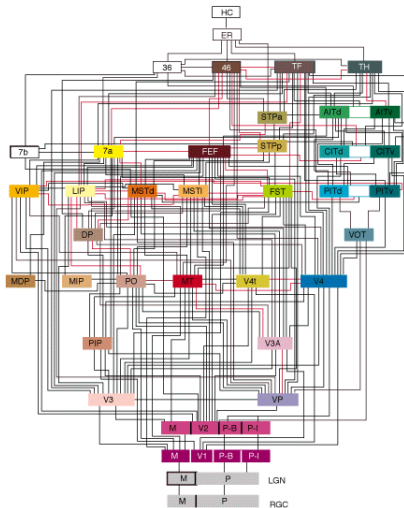 HC
ER
36 46 TF TH
STPa AITd AITv
7b 7a FEF STPp CITd CITv
VIP LIP MSTd MSTl FST PITd PITv
DP VOT
MDP MIP PO MT V4t V4
PIP V3A
V3 VP
M V2 P-B P-I
M V1 P-B P-I
M P LGN
M P RGC